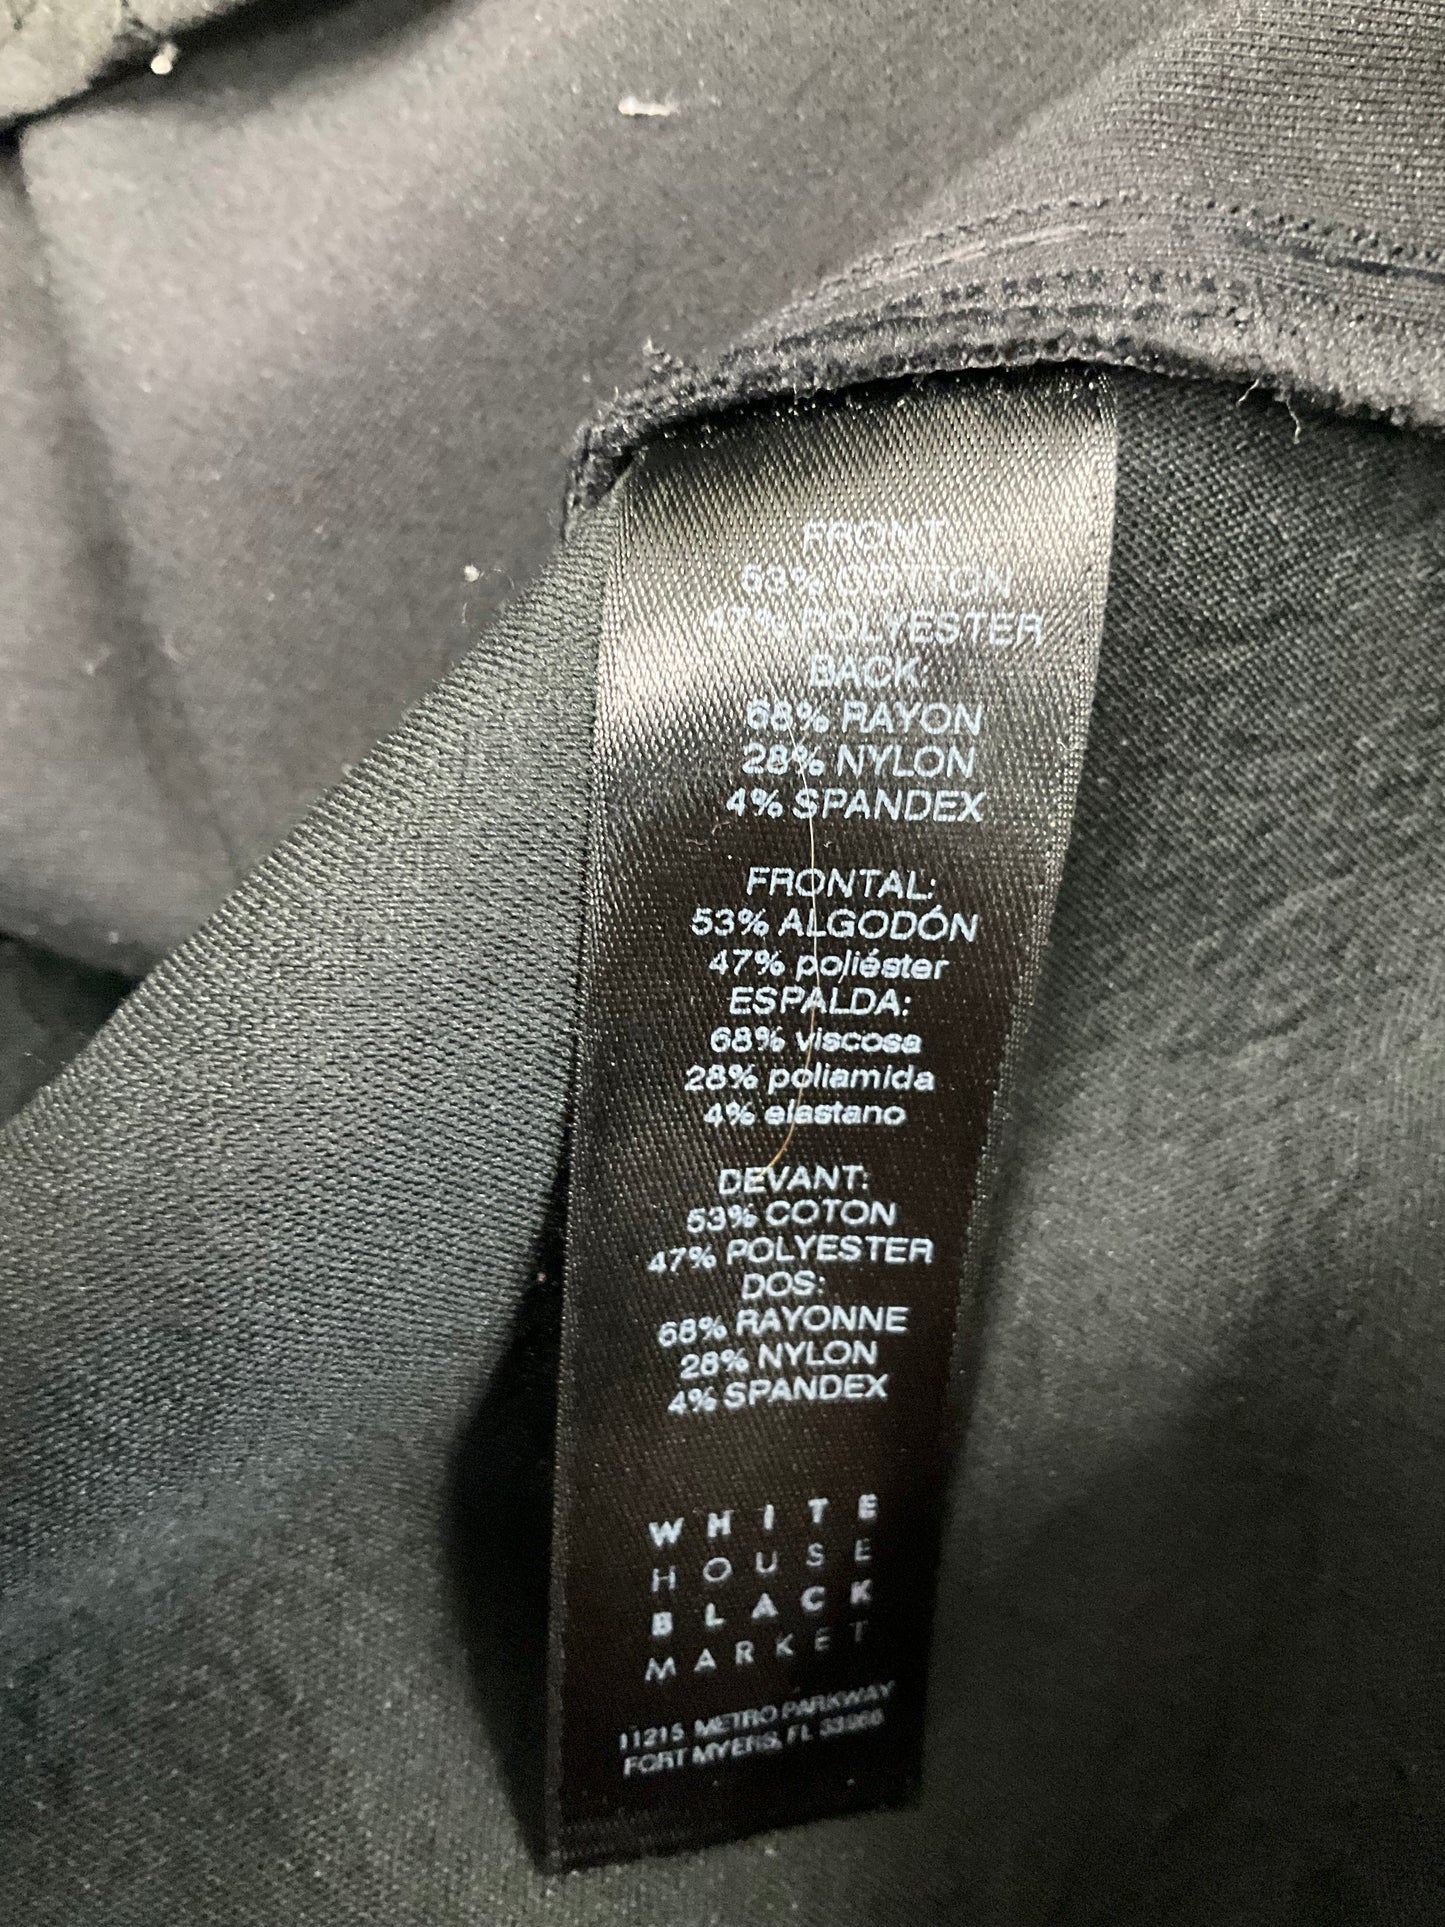 FRONT
53% COTTON
47% POLYESTER
BACK:
68% RAYON
28% NYLON
4% SPANDEX
FRONTAL:
53% ALGODÓN
47% poliéster
ESPALDA:
68% viscosa
28% poliamida
4% elastano
DEVANT:
53% COTON
47% POLYESTER
DOS:
68% RAYONNE
28% NYLON
4% SPANDEX
WHITE
HOUSE
BLACK
MARKET
11215 METRO PARKWAY
FORT MYERS, FL 33966